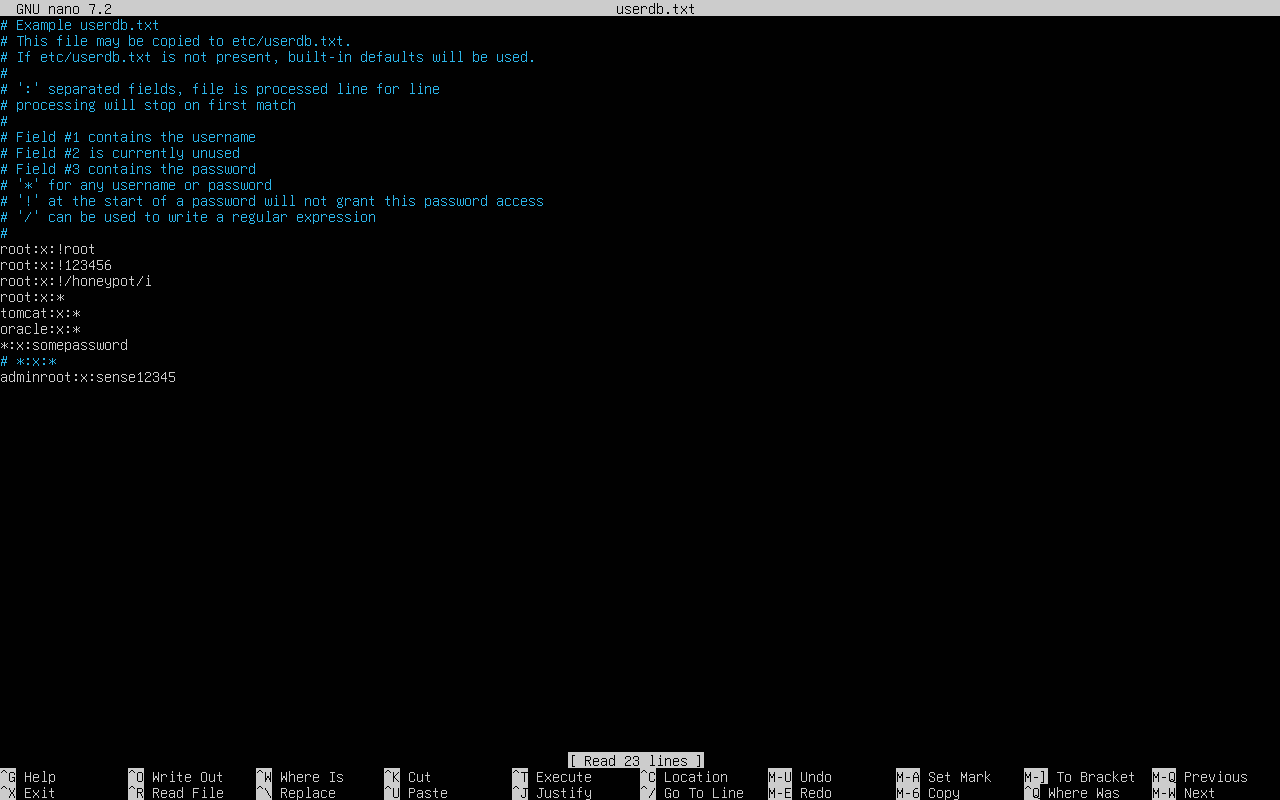 GNU nano 7.2 userdb.txt
# Example userdb.txt
# This file may be copied to etc/userdb.txt.
# If etc/userdb.txt is not present, built-in defaults will be used.
#
# ':' separated fields, file is processed line for line
# processing will stop on first match
#
# Field #1 contains the username
# Field #2 is currently unused
# Field #3 contains the password
# '*' for any username or password
# '!' at the start of a password will not grant this password access
# '/' can be used to write a regular expression
#
root:x:!root
root:x:!123456
root:x:!/honeypot/i
root:x:*
tomcat:x:*
oracle:x:*
*:x:somepassword
# *:x:*
adminroot:x:sense12345
[ Read 23 lines ]
^G Help ^O Write Out ^W Where Is ^K Cut ^T Execute ^C Location M-U Undo M-A Set Mark M-] To Bracket M-Q Previous
^X Exit ^R Read File ^\ Replace ^U Paste ^J Justify ^/ Go To Line M-E Redo M-6 Copy ^Q Where Was M-W Next